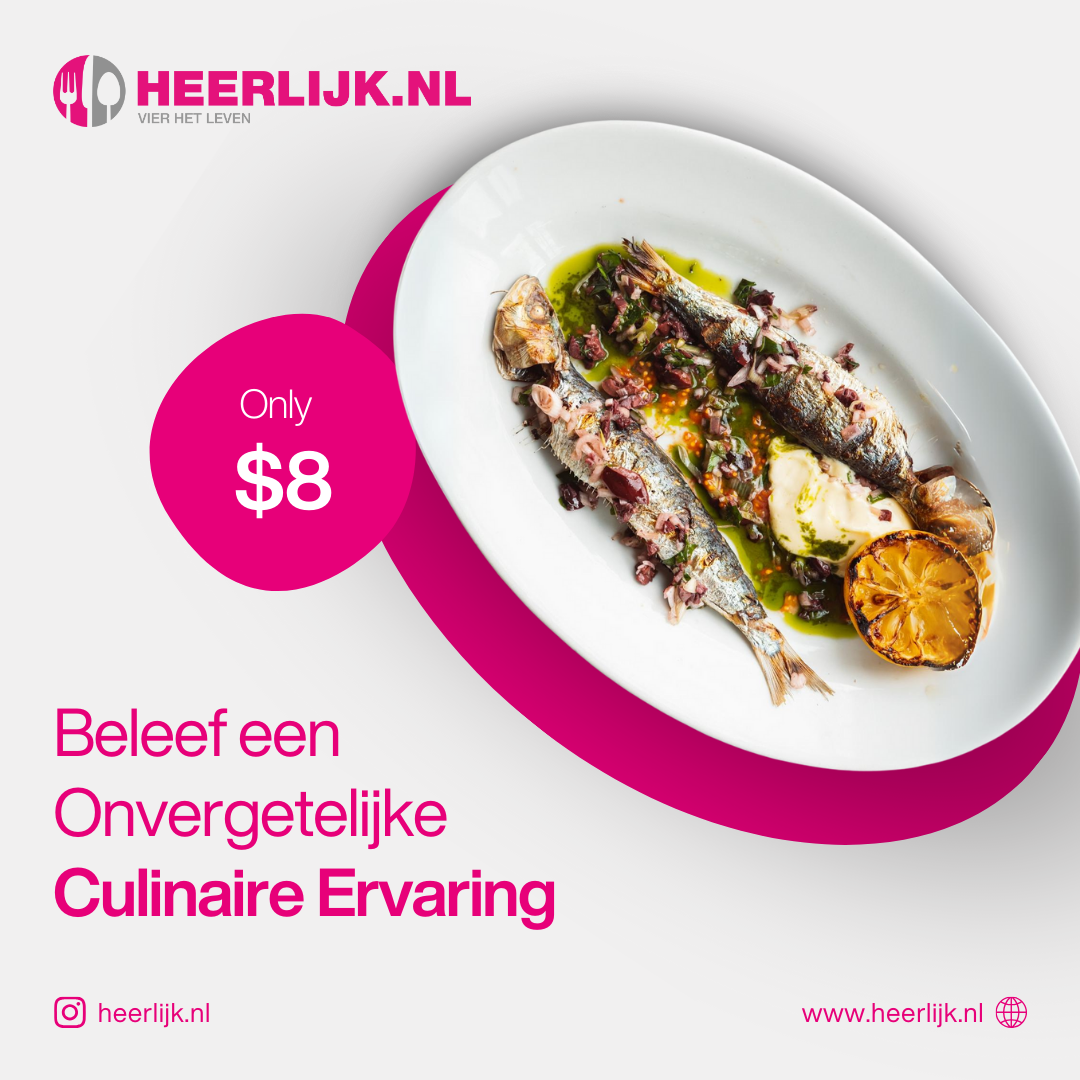 HEERLIJK.NL
VIER HET LEVEN
Only
$8
Beleef een
Onvergetelijke
Culinaire Ervaring
heerlijk.nl
www.heerlijk.nl